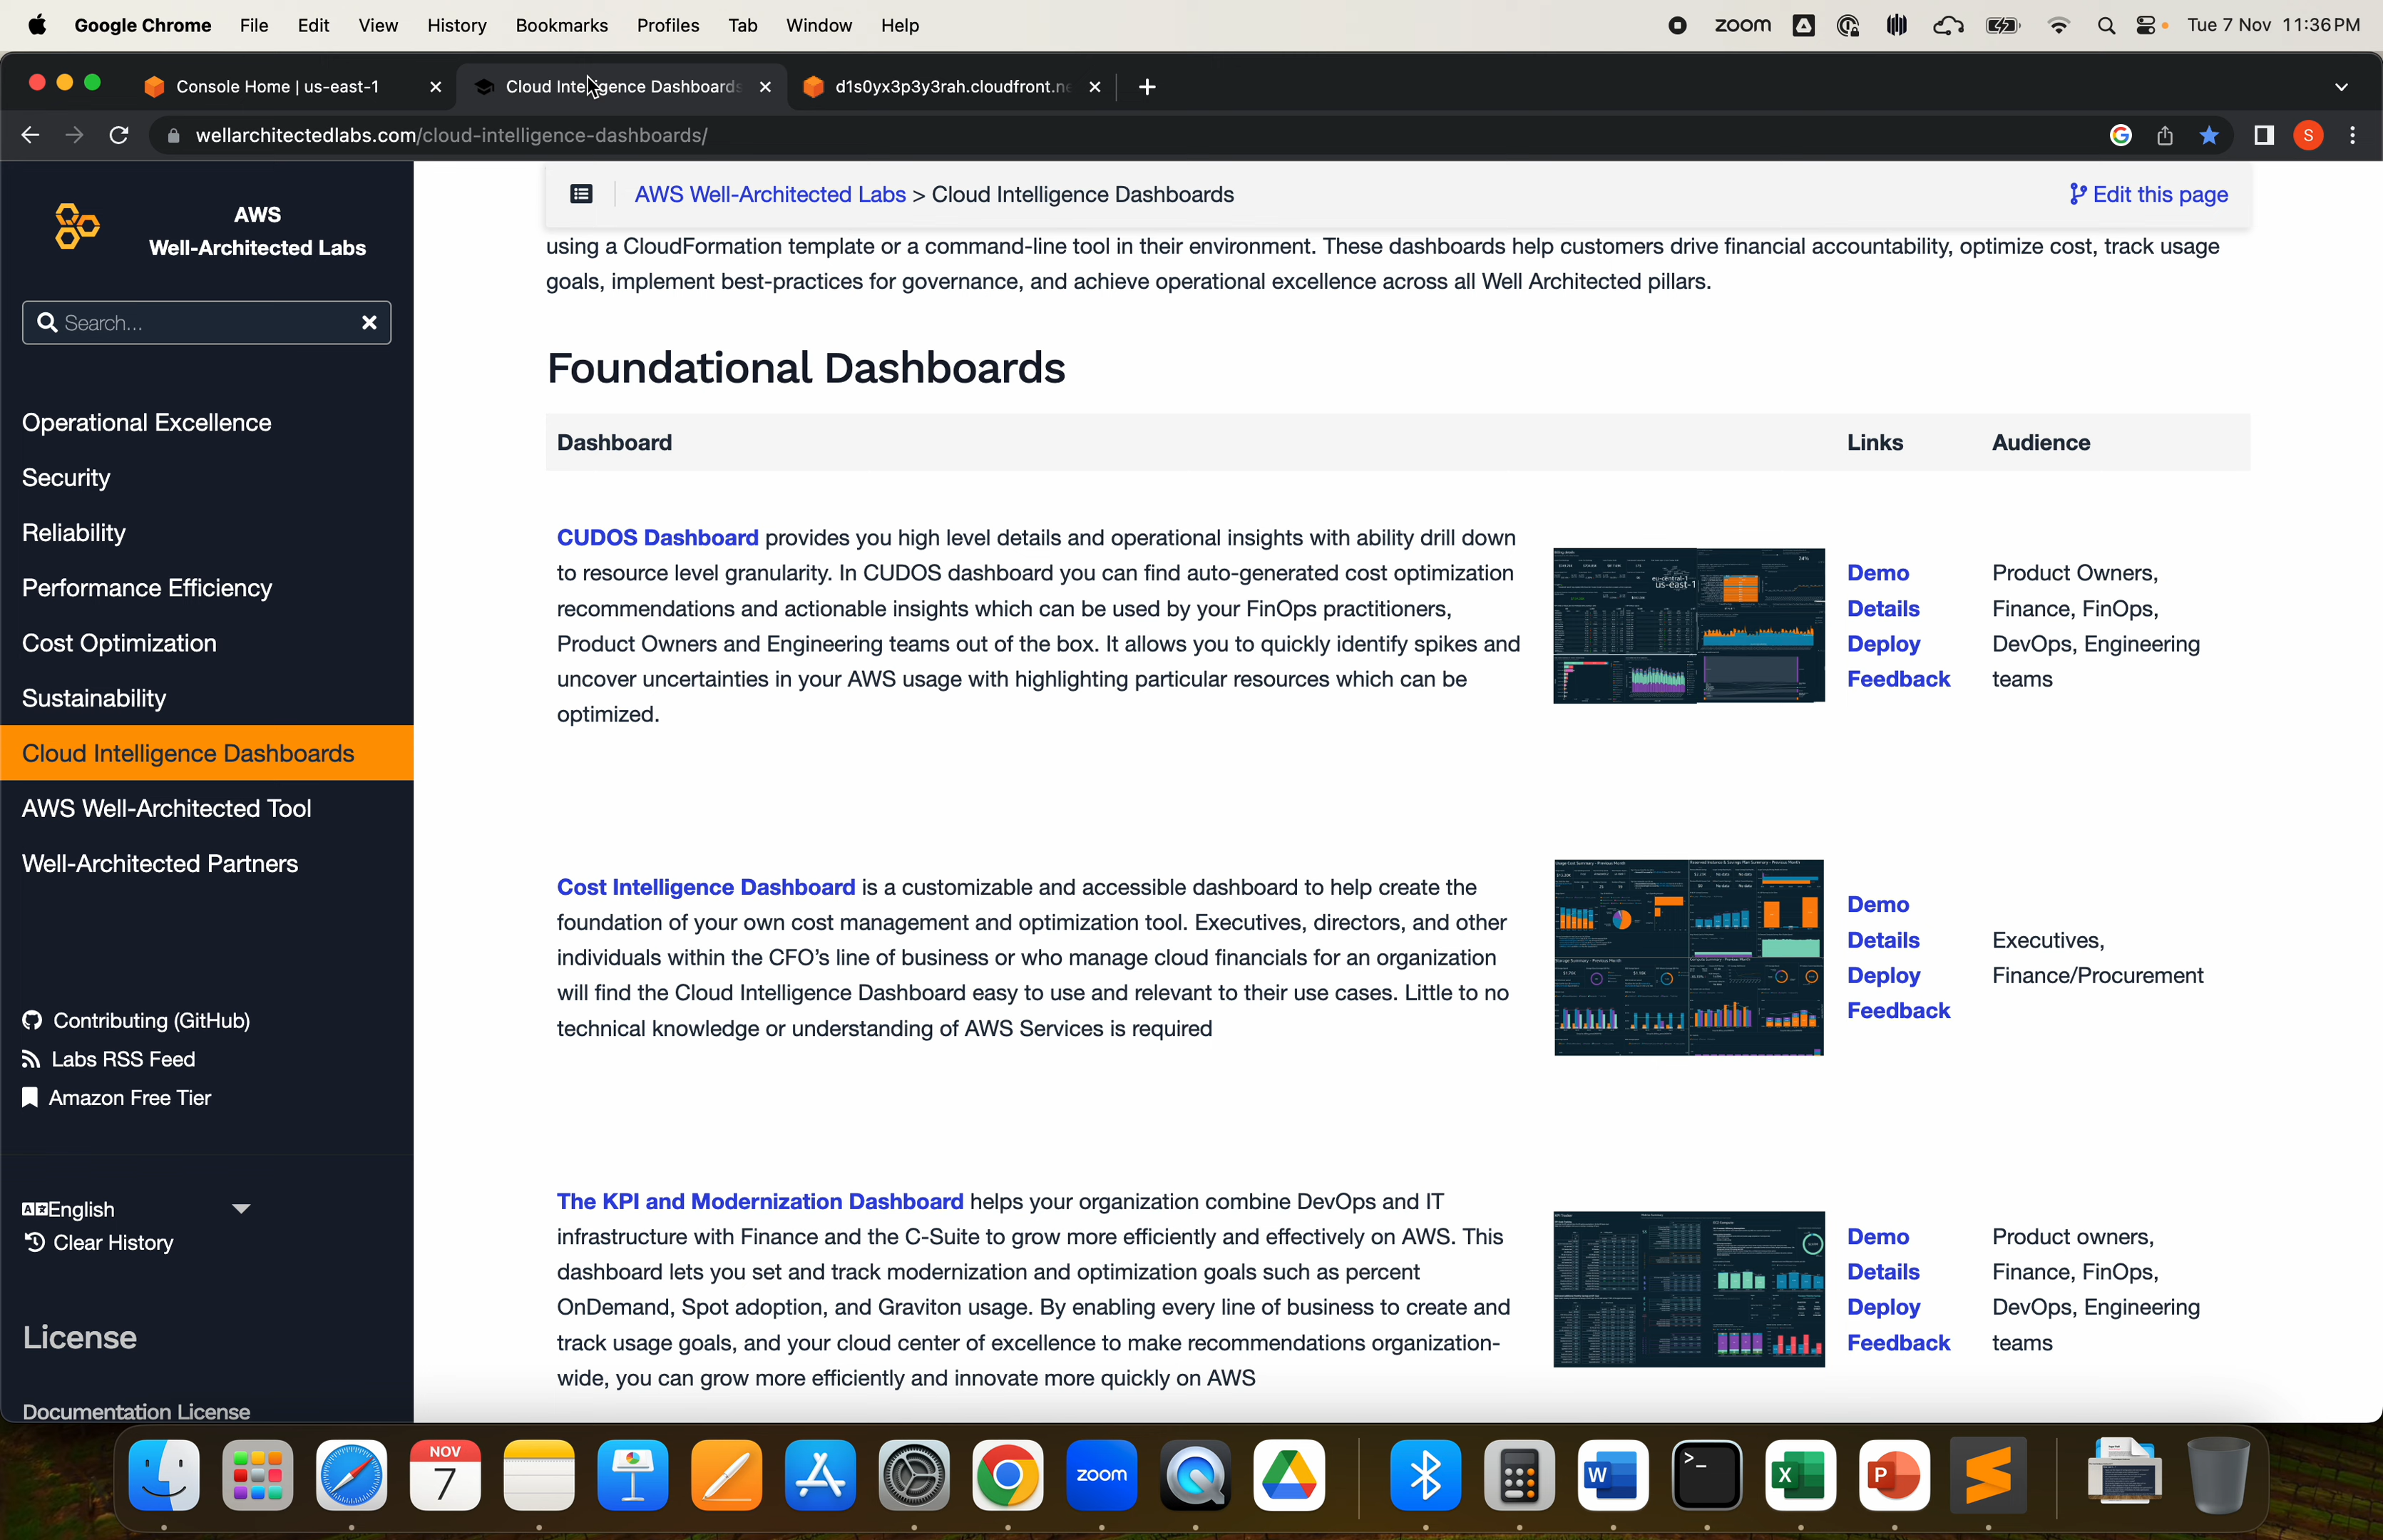 Google Chrome File Edit View History Bookmarks Profiles Tab Window Help zoom Tue 7 Nov 11:36 PM
Console Home | us-east-1 Cloud Intelligence Dashboards d1s0yx3p3y3rah.cloudfront.ne
wellarchitectedlabs.com/cloud-intelligence-dashboards/ S
AWS
Well-Architected Labs
Search...
Operational Excellence
Security
Reliability
Performance Efficiency
Cost Optimization
Sustainability
Cloud Intelligence Dashboards
AWS Well-Architected Tool
Well-Architected Partners
Contributing (GitHub)
Labs RSS Feed
Amazon Free Tier
English
Clear History
License
Documentation License
AWS Well-Architected Labs > Cloud Intelligence Dashboards Edit this page
using a CloudFormation template or a command-line tool in their environment. These dashboards help customers drive financial accountability, optimize cost, track usage
goals, implement best-practices for governance, and achieve operational excellence across all Well Architected pillars.
Foundational Dashboards
Dashboard Links Audience
CUDOS Dashboard provides you high level details and operational insights with ability drill down
to resource level granularity. In CUDOS dashboard you can find auto-generated cost optimization
recommendations and actionable insights which can be used by your FinOps practitioners,
Product Owners and Engineering teams out of the box. It allows you to quickly identify spikes and
uncover uncertainties in your AWS usage with highlighting particular resources which can be
optimized.
eu-central-1
us-east-1
Demo
Details
Deploy
Feedback
Product Owners,
Finance, FinOps,
DevOps, Engineering
teams
Cost Intelligence Dashboard is a customizable and accessible dashboard to help create the
foundation of your own cost management and optimization tool. Executives, directors, and other
individuals within the CFO’s line of business or who manage cloud financials for an organization
will find the Cloud Intelligence Dashboard easy to use and relevant to their use cases. Little to no
technical knowledge or understanding of AWS Services is required
Demo
Details
Deploy
Feedback
Executives,
Finance/Procurement
The KPI and Modernization Dashboard helps your organization combine DevOps and IT
infrastructure with Finance and the C-Suite to grow more efficiently and effectively on AWS. This
dashboard lets you set and track modernization and optimization goals such as percent
OnDemand, Spot adoption, and Graviton usage. By enabling every line of business to create and
track usage goals, and your cloud center of excellence to make recommendations organization-
wide, you can grow more efficiently and innovate more quickly on AWS
Demo
Details
Deploy
Feedback
Product owners,
Finance, FinOps,
DevOps, Engineering
teams
NOV
7
zoom
W
X
P